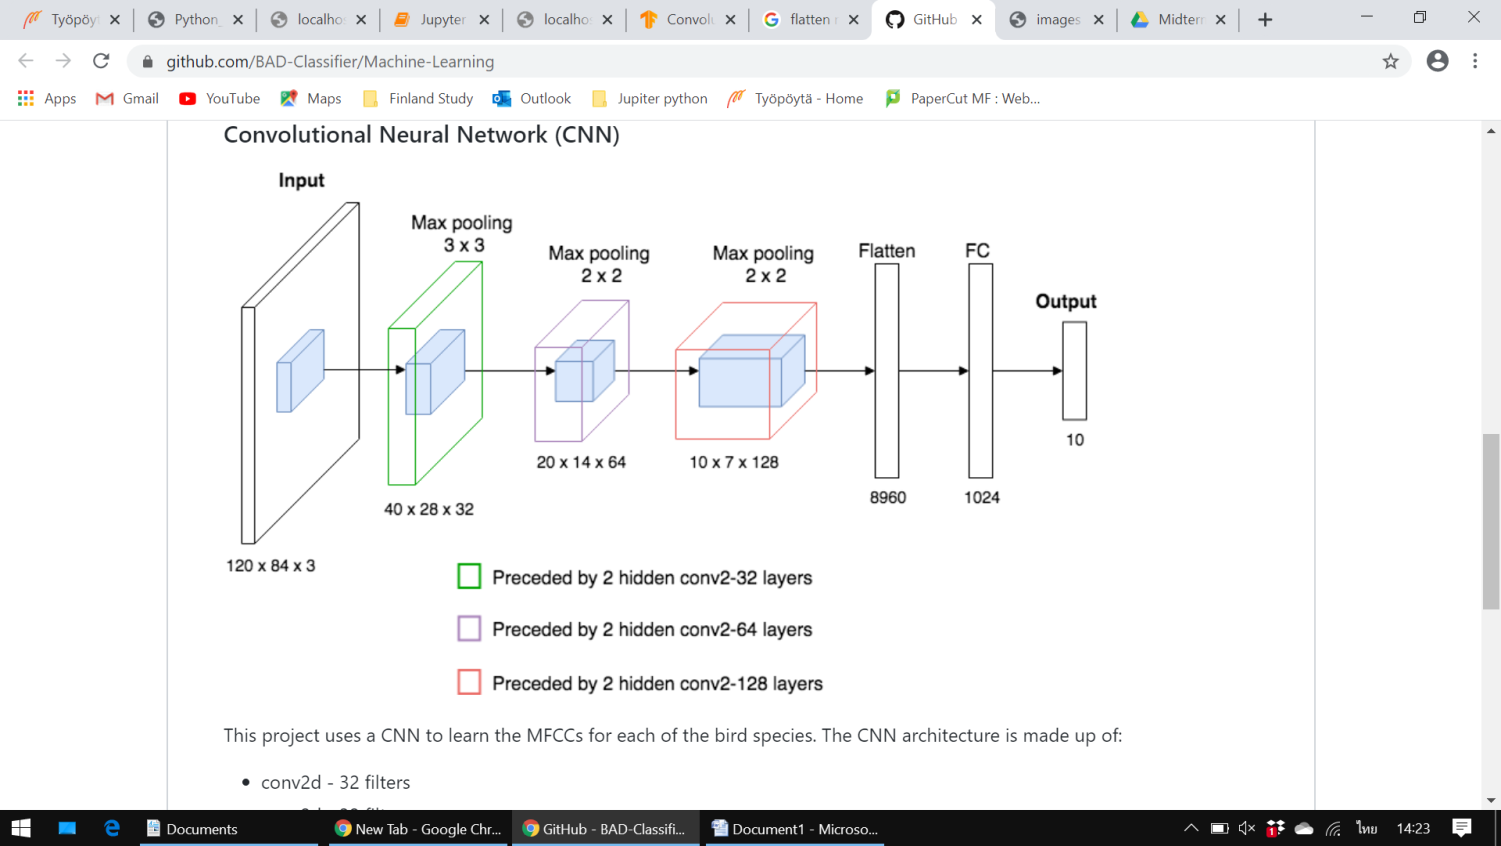 Työpöyt
Python_
localho
Jupyter
localhos
Convolu
flatten r
GitHub
images
Midterm
github.com/BAD-Classifier/Machine-Learning
Apps
Gmail
YouTube
Maps
Finland Study
Outlook
Jupiter python
Työpöytä - Home
PaperCut MF : Web...
Convolutional Neural Network (CNN)
Input
Max pooling
3 x 3
Max pooling
2 x 2
Max pooling
2 x 2
Flatten
FC
Output
120 x 84 x 3
40 x 28 x 32
20 x 14 x 64
10 x 7 x 128
8960
1024
10
Preceded by 2 hidden conv2-32 layers
Preceded by 2 hidden conv2-64 layers
Preceded by 2 hidden conv2-128 layers
This project uses a CNN to learn the MFCCs for each of the bird species. The CNN architecture is made up of:
• conv2d - 32 filters
Documents
New Tab - Google Chr...
GitHub - BAD-Classifi...
Document1 - Microso...
1
ไทย
14:23